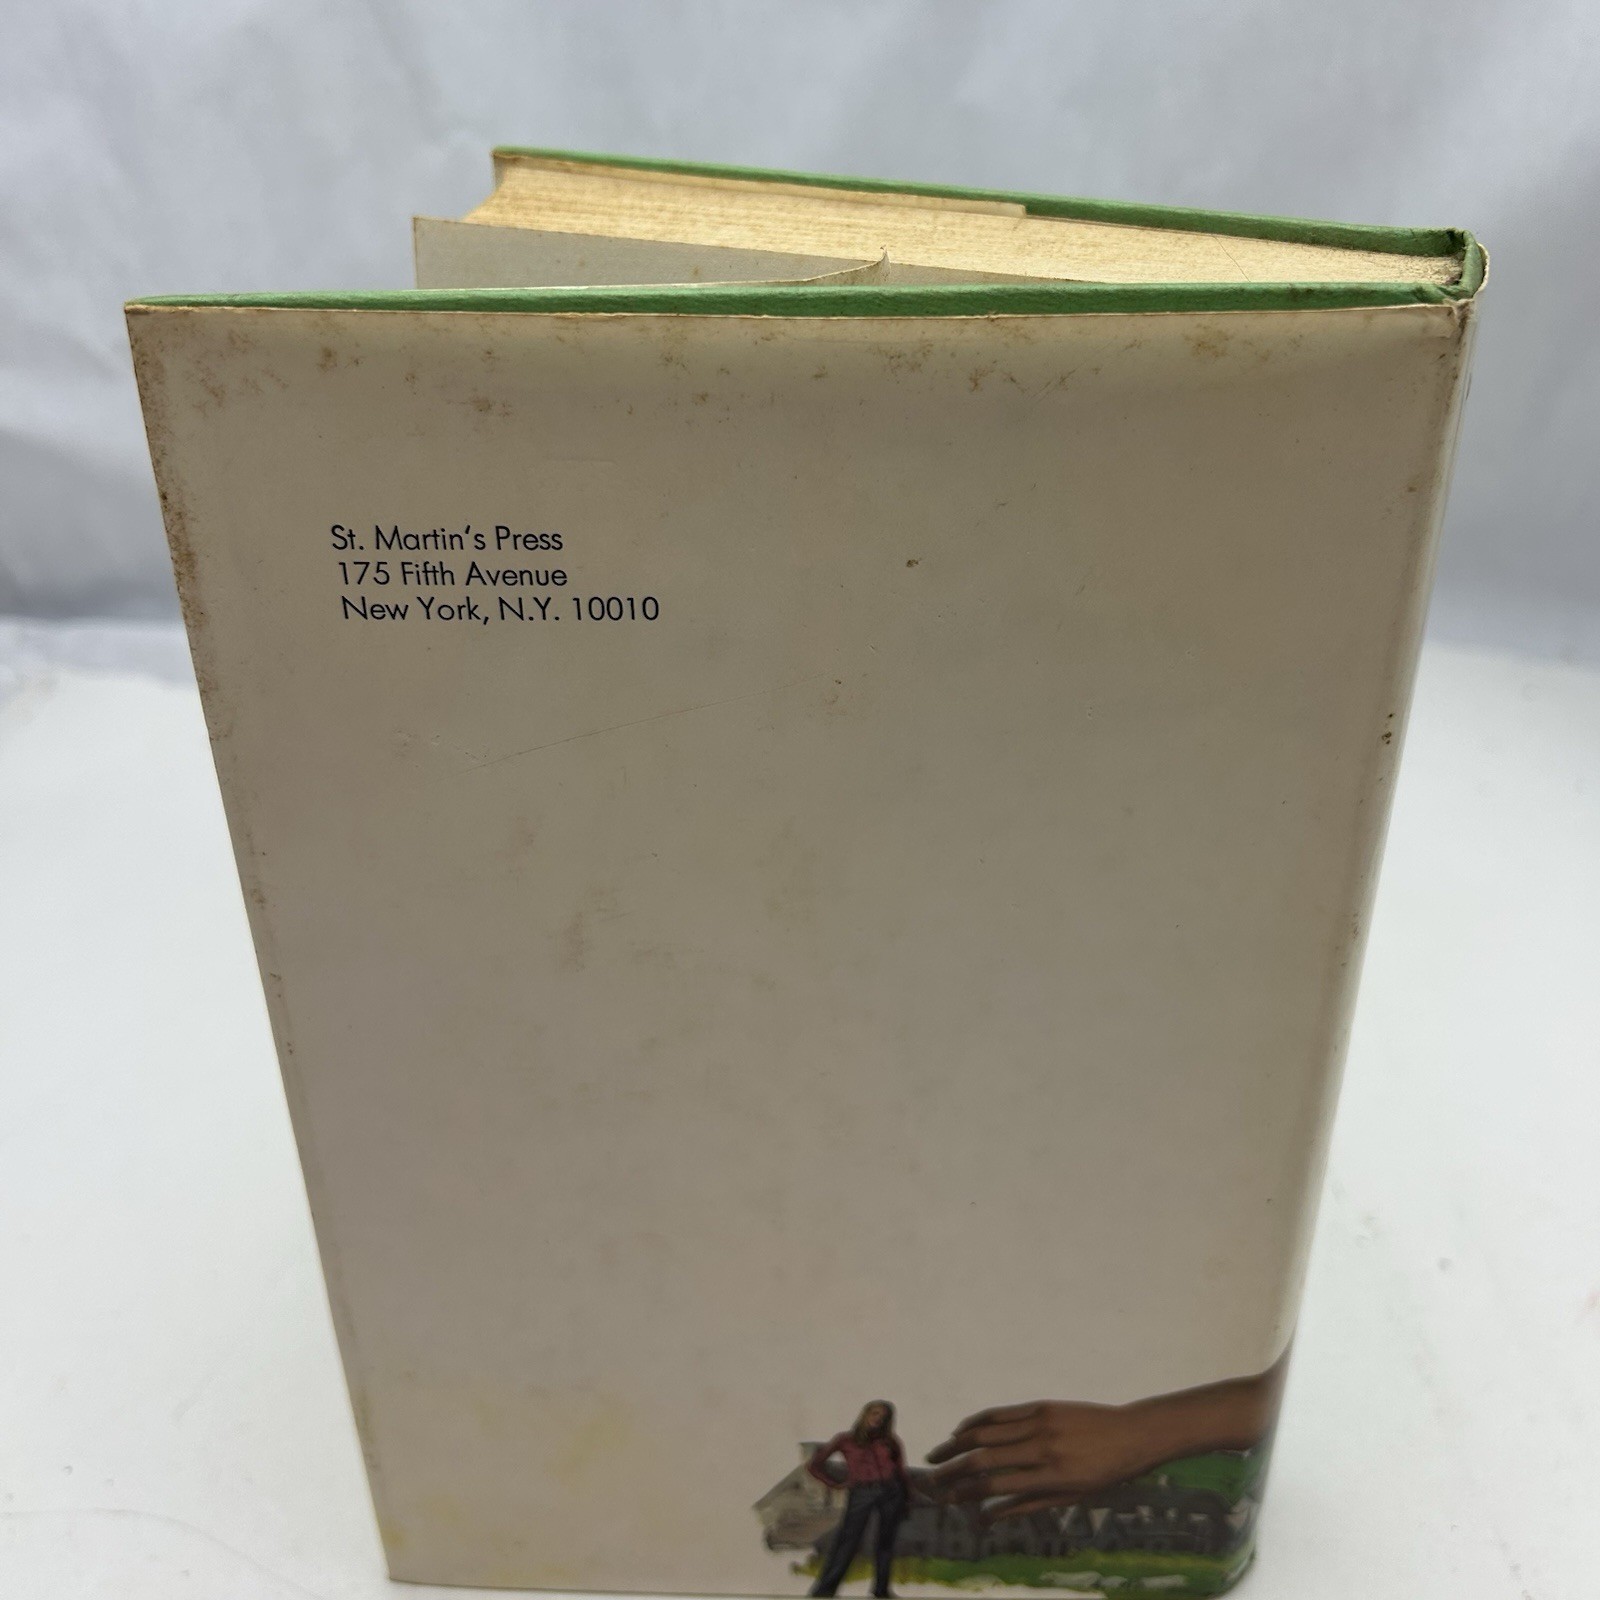 St. Martin's Press
175 Fifth Avenue
New York, N.Y. 10010